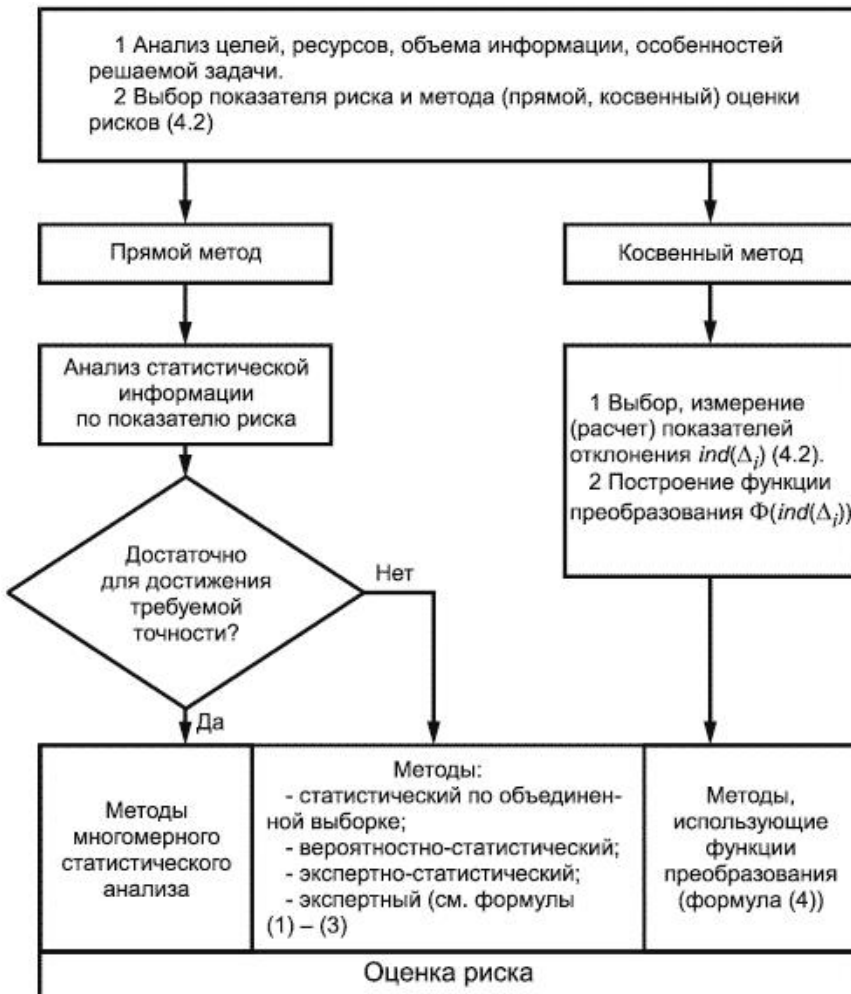 1 Анализ целей, ресурсов, объема информации, особенностей
решаемой задачи.
2 Выбор показателя риска и метода (прямой, косвенный) оценки
рисков (4.2)
Прямой метод
Косвенный метод
Анализ статистической
информации
по показателю риска
1 Выбор, измерение
(расчет) показателей
отклонения ind(Δi) (4.2).
2 Построение функции
преобразования Ф(ind(Δi))
Достаточно
для достижения
требуемой
точности?
Нет
Да
Методы
многомерного
статистического
анализа
Методы:
- статистический по объединен-
ной выборке;
- вероятностно-статистический;
- экспертно-статистический;
- экспертный (см. формулы
(1) – (3)
Методы,
использующие
функции
преобразования
(формула (4))
Оценка риска